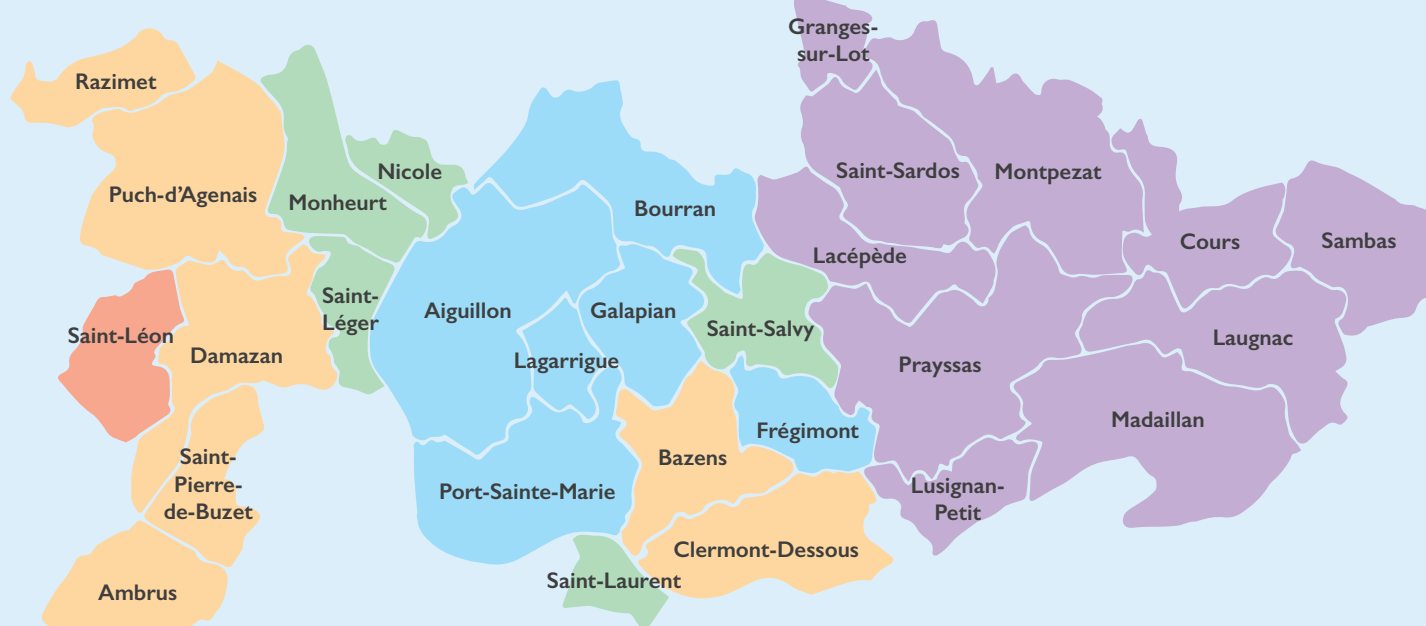 Granges-
sur-Lot
Razimet
Nicole
Saint-Sardos
Montpezat
Puch-d'Agenais
Monheurt
Bourran
Cours
Sambas
Lacépède
Saint-
Léger
Aiguillon
Galapian
Saint-Salvy
Saint-Léon
Damazan
Lagarrigue
Prayssas
Laugnac
Madaillan
Frégimont
Saint-
Pierre-
de-Buzet
Bazens
Port-Sainte-Marie
Lusignan-
Petit
Clermont-Dessous
Saint-Laurent
Ambrus